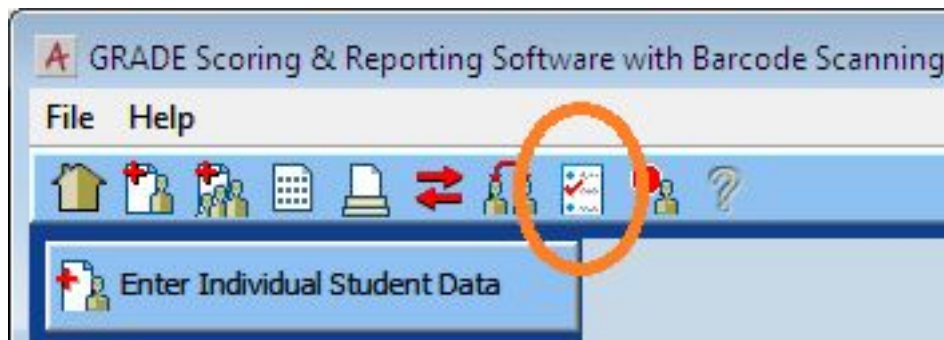 A+ GRADE Scoring & Reporting Software with Barcode Scanning
File Help
Enter Individual Student Data